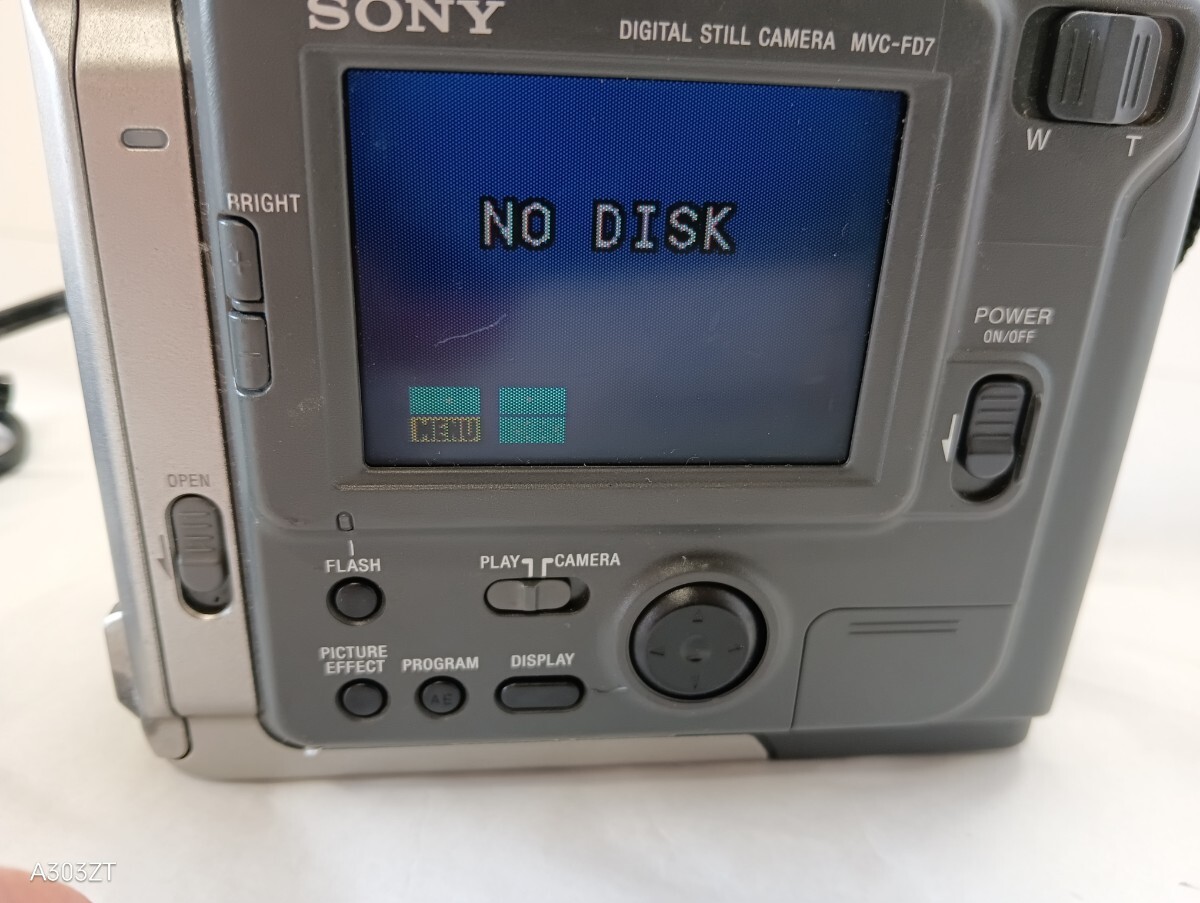 SONY
DIGITAL STILL CAMERA MVC-FD7
W T
BRIGHT
+
-
NO DISK
MENU
POWER
ON/OFF
OPEN
FLASH
PLAY CAMERA
PICTURE
EFFECT
PROGRAM
AE
DISPLAY
A303ZT